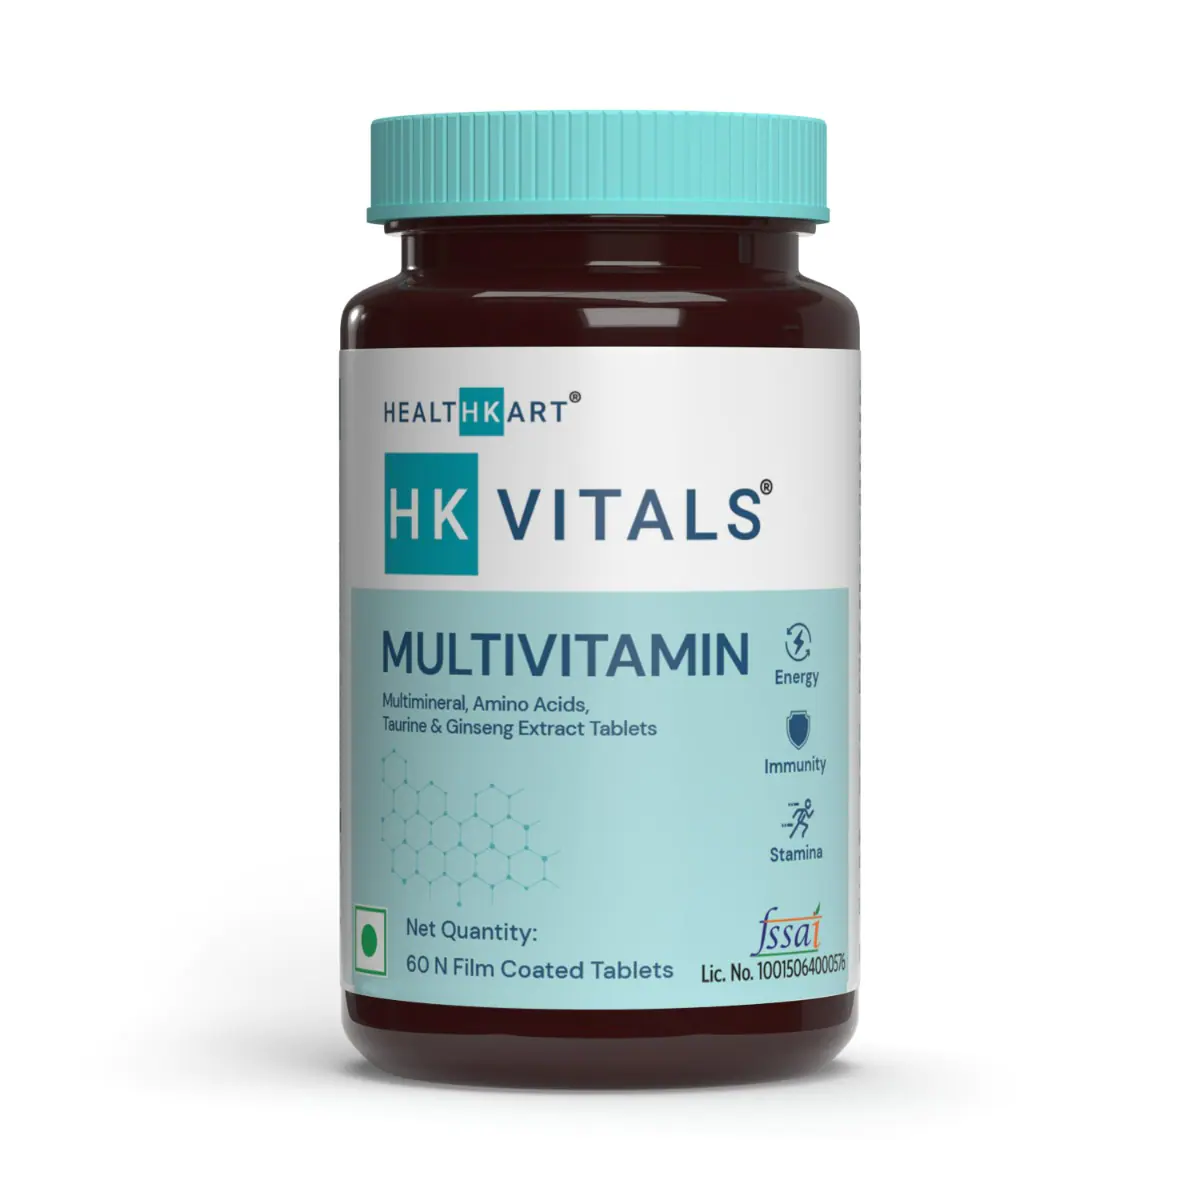 HEALTHKART®
HK VITALS®
MULTIVITAMIN
Multimineral, Amino Acids,
Taurine & Ginseng Extract Tablets
Energy
Immunity
Stamina
Net Quantity:
60 N Film Coated Tablets
fssai
Lic. No. 10015064000576